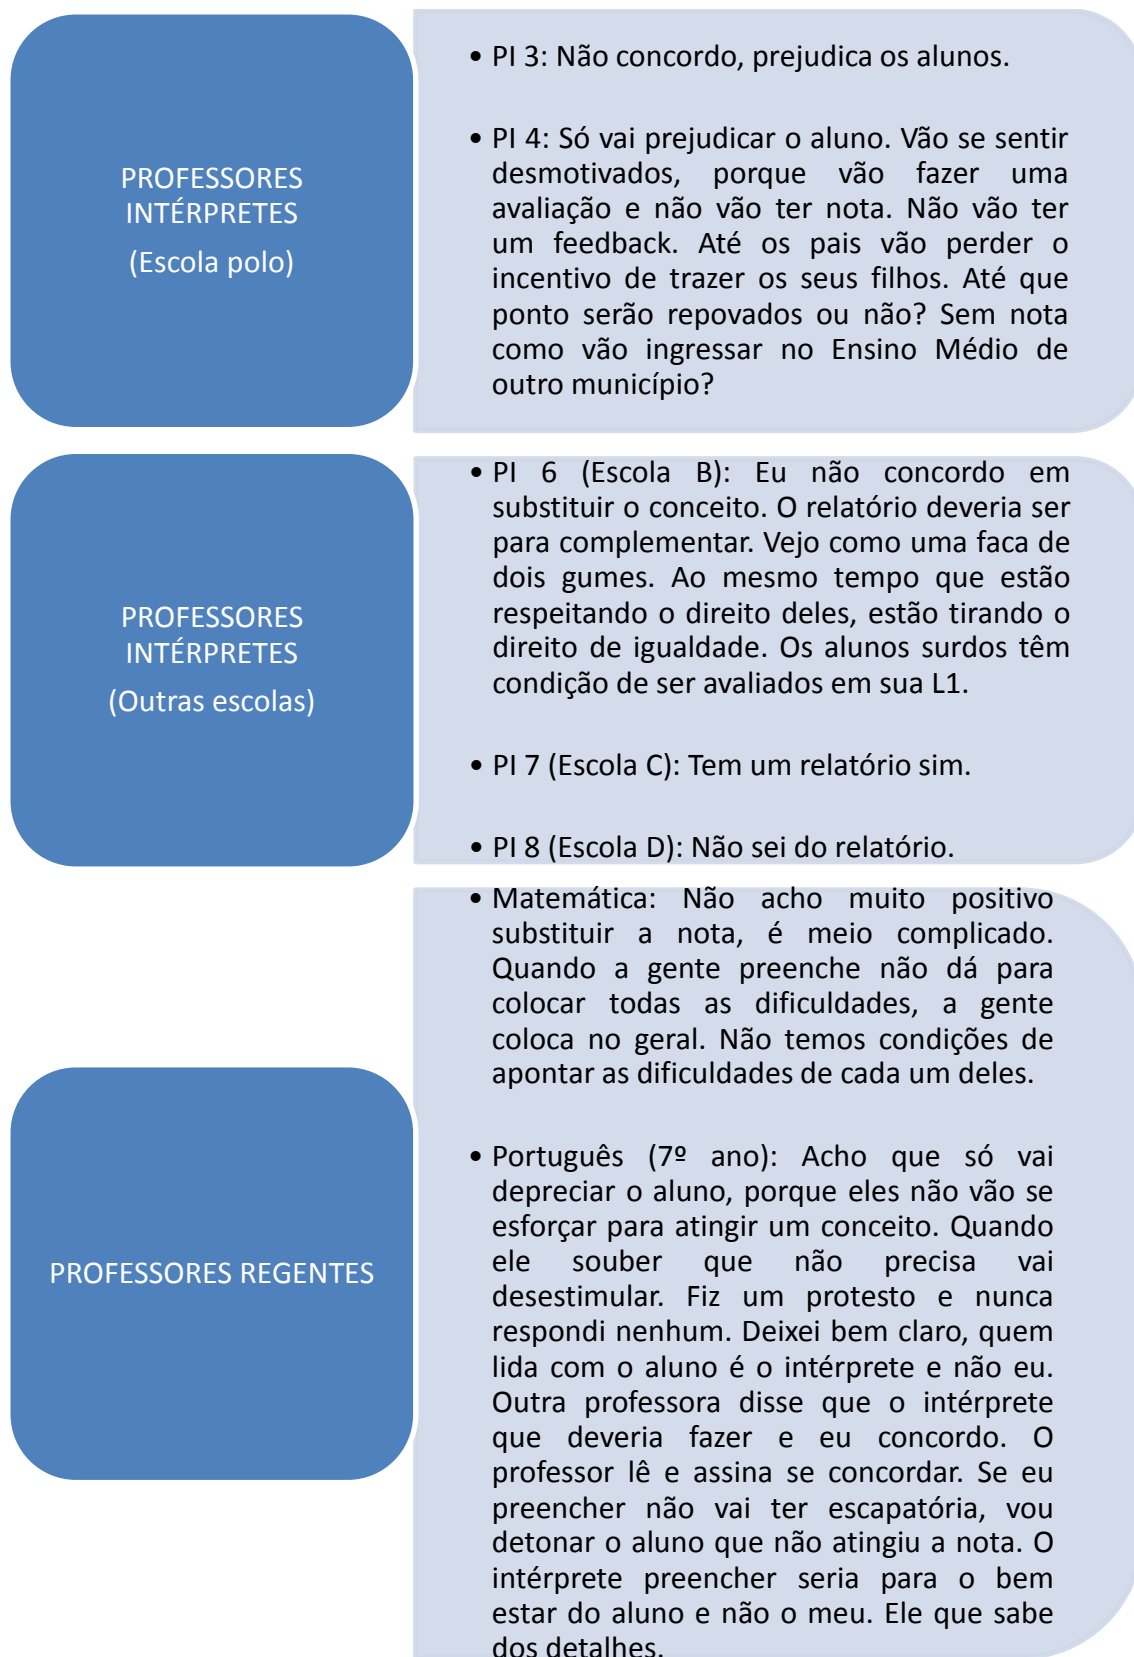 PROFESSORES
INTÉRPRETES
(Escola polo)
• PI 3: Não concordo, prejudica os alunos.
• PI 4: Só vai prejudicar o aluno. Vão se sentir
desmotivados, porque vão fazer uma
avaliação e não vão ter nota. Não vão ter
um feedback. Até os pais vão perder o
incentivo de trazer os seus filhos. Até que
ponto serão repovados ou não? Sem nota
como vão ingressar no Ensino Médio de
outro município?
PROFESSORES
INTÉRPRETES
(Outras escolas)
• PI 6 (Escola B): Eu não concordo em
substituir o conceito. O relatório deveria ser
para complementar. Vejo como uma faca de
dois gumes. Ao mesmo tempo que estão
respeitando o direito deles, estão tirando o
direito de igualdade. Os alunos surdos têm
condição de ser avaliados em sua L1.
• PI 7 (Escola C): Tem um relatório sim.
• PI 8 (Escola D): Não sei do relatório.
PROFESSORES REGENTES
• Matemática: Não acho muito positivo
substituir a nota, é meio complicado.
Quando a gente preenche não dá para
colocar todas as dificuldades, a gente
coloca no geral. Não temos condições de
apontar as dificuldades de cada um deles.
• Português (7º ano): Acho que só vai
depreciar o aluno, porque eles não vão se
esforçar para atingir um conceito. Quando
ele souber que não precisa vai
desestimular. Fiz um protesto e nunca
respondi nenhum. Deixei bem claro, quem
lida com o aluno é o intérprete e não eu.
Outra professora disse que o intérprete
que deveria fazer e eu concordo. O
professor lê e assina se concordar. Se eu
preencher não vai ter escapatória, vou
detonar o aluno que não atingiu a nota. O
intérprete preencher seria para o bem
estar do aluno e não o meu. Ele que sabe
dos detalhes.